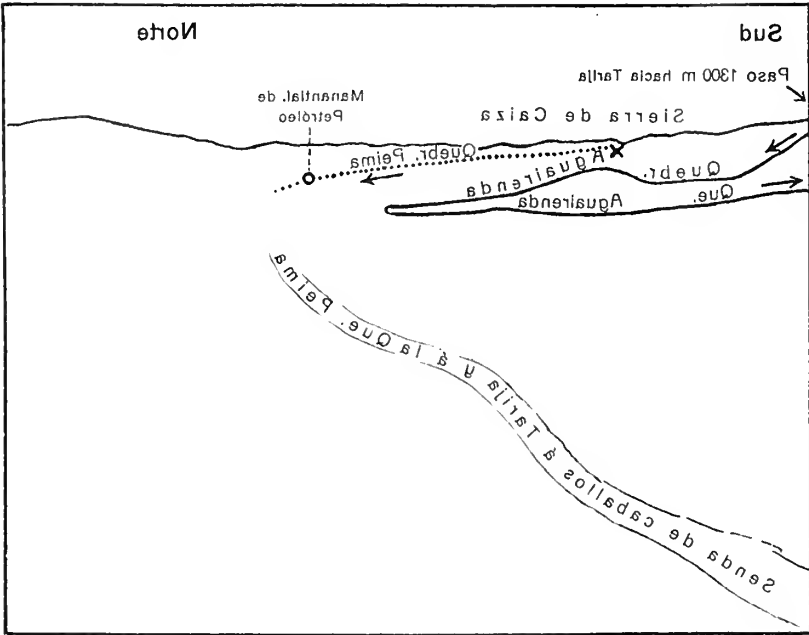 Sud
Norte
Paso 1300 m hacia Tarija
Manantial. de
Petróleo
Sierra de Caiza
Quebr. Peima
Quebr. Aguairenda
Que. Aguairenda
Senda de caballos á Tarija y á la Que. Peima